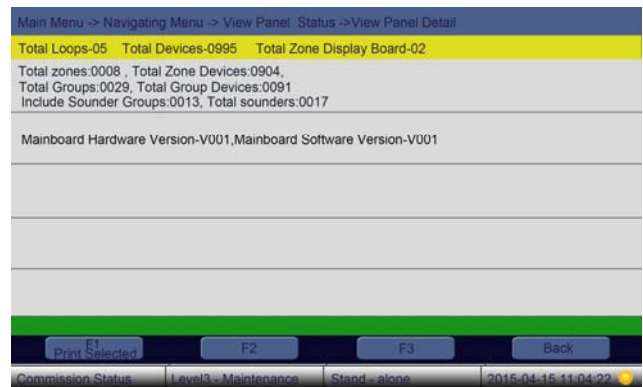 Main Menu -> Navigating Menu -> View Panel Status ->View Panel Detail
Total Loops-05 Total Devices-0995 Total Zone Display Board-02
Total zones:0008 , Total Zone Devices:0904,
Total Groups:0029, Total Group Devices:0091
Include Sounder Groups:0013, Total sounders:0017
Mainboard Hardware Version-V001,Mainboard Software Version-V001
F1 F2 F3 Back
Print Selected
Commission Status Level3 - Maintenance Stand - alone 2015-04-15 11:04:22